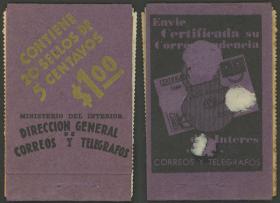 CONTIENE
20 SELLOS DE
5 CENTAVOS
$1.00
MINISTERIO DEL INTERIOR
DIRECCION GENERAL
DE
CORREOS Y TELEGRAFOS
Envie
Certificada su
Correspondencia
Interes
CORREOS Y TELEGRAFOS